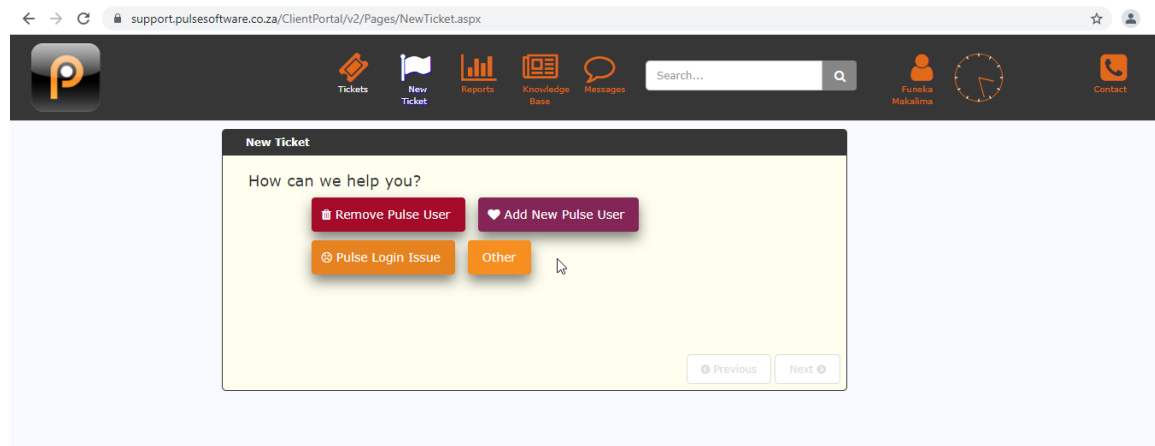 support.pulsesoftware.co.za/ClientPortal/v2/Pages/NewTicket.aspx
Tickets
New
Ticket
Reports
Knowledge
Base
Messages
Search...
Funeka
Makalima
Contact
New Ticket
How can we help you?
Remove Pulse User
Add New Pulse User
Pulse Login Issue
Other
Previous
Next